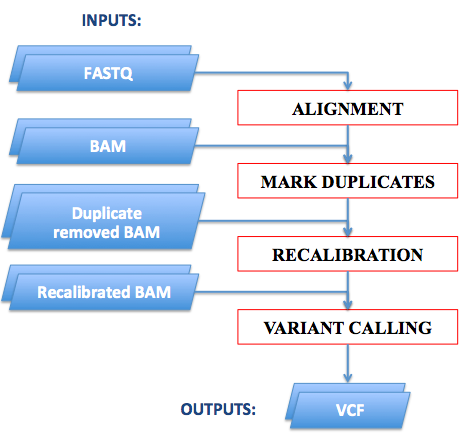 INPUTS:
FASTQ
ALIGNMENT
BAM
MARK DUPLICATES
Duplicate
removed BAM
RECALIBRATION
Recalibrated BAM
VARIANT CALLING
OUTPUTS:
VCF